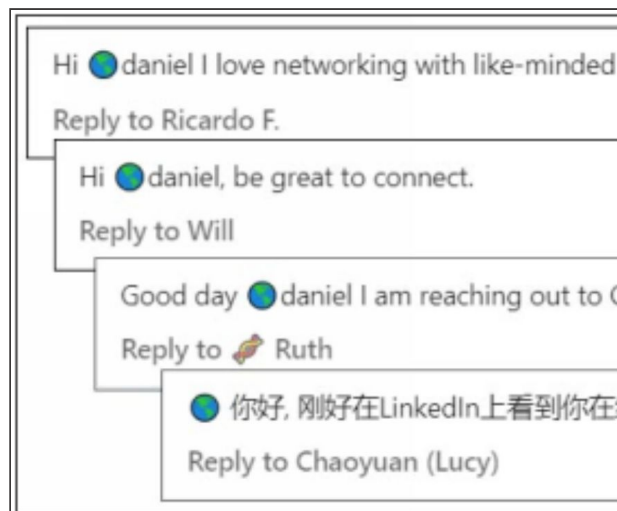 Hi 🌎daniel I love networking with like-minded
Reply to Ricardo F.
Hi 🌎daniel, be great to connect.
Reply to Will
Good day 🌎daniel I am reaching out to
Reply to 🍬 Ruth
🌎 你好, 刚好在LinkedIn上看到你在
Reply to Chaoyuan (Lucy)